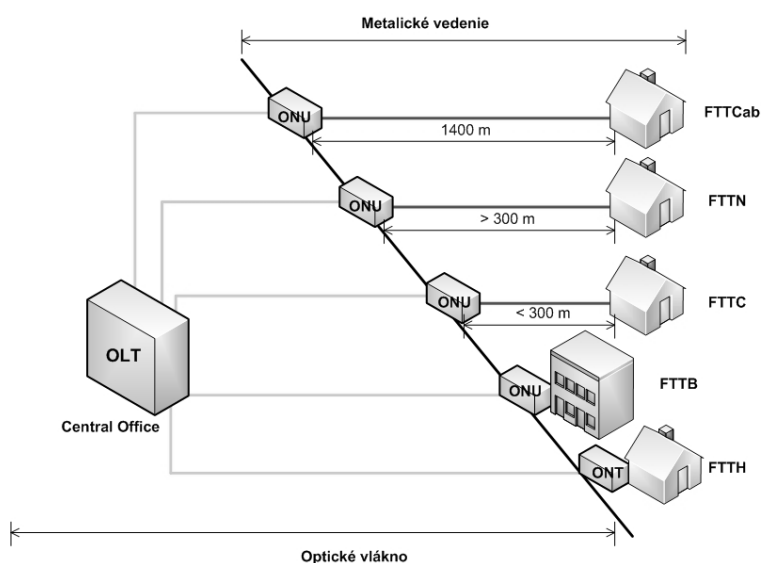 Metalické vedenie
ONU
1400 m
FTTCab
ONU
> 300 m
FTTN
ONU
< 300 m
FTTC
OLT
ONU
FTTB
Central Office
ONT
FTTH
Optické vlákno